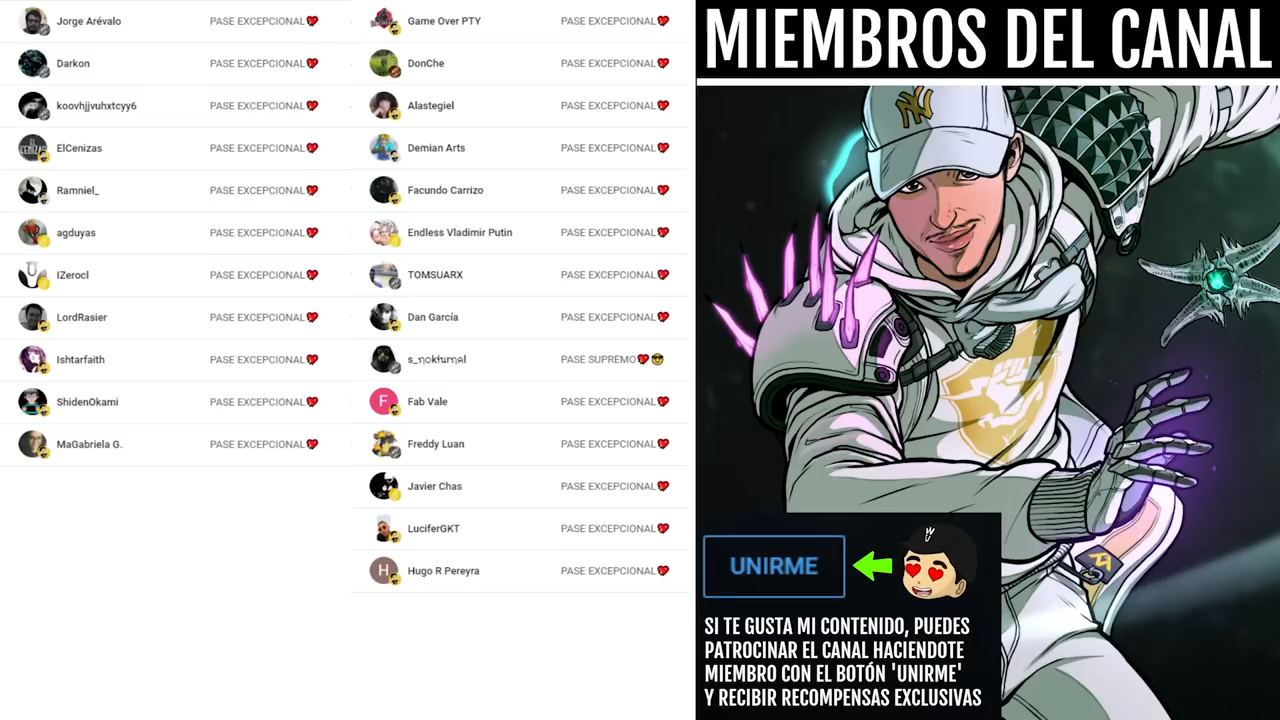 Jorge Arévalo PASE EXCEPCIONAL
Darkon PASE EXCEPCIONAL
koovhjjvuhxtcyy6 PASE EXCEPCIONAL
ElCenizas PASE EXCEPCIONAL
Ramniel_ PASE EXCEPCIONAL
agduyas PASE EXCEPCIONAL
IZerocl PASE EXCEPCIONAL
LordRasier PASE EXCEPCIONAL
Ishtarfaith PASE EXCEPCIONAL
ShidenOkami PASE EXCEPCIONAL
MaGabriela G. PASE EXCEPCIONAL
Game Over PTY PASE EXCEPCIONAL
DonChe PASE EXCEPCIONAL
Alastegiel PASE EXCEPCIONAL
Demian Arts PASE EXCEPCIONAL
Facundo Carrizo PASE EXCEPCIONAL
Endless Vladimir Putin PASE EXCEPCIONAL
TOMSUARX PASE EXCEPCIONAL
Dan García PASE EXCEPCIONAL
PASE SUPREMO
F Fab Vale PASE EXCEPCIONAL
Freddy Luan PASE EXCEPCIONAL
Javier Chas PASE EXCEPCIONAL
LuciferGKT PASE EXCEPCIONAL
H Hugo R Pereyra PASE EXCEPCIONAL
MIEMBROS DEL CANAL
NY
UNIRME
SI TE GUSTA MI CONTENIDO, PUEDES
PATROCINAR EL CANAL HACIENDOTE
MIEMBRO CON EL BOTÓN 'UNIRME'
Y RECIBIR RECOMPENSAS EXCLUSIVAS